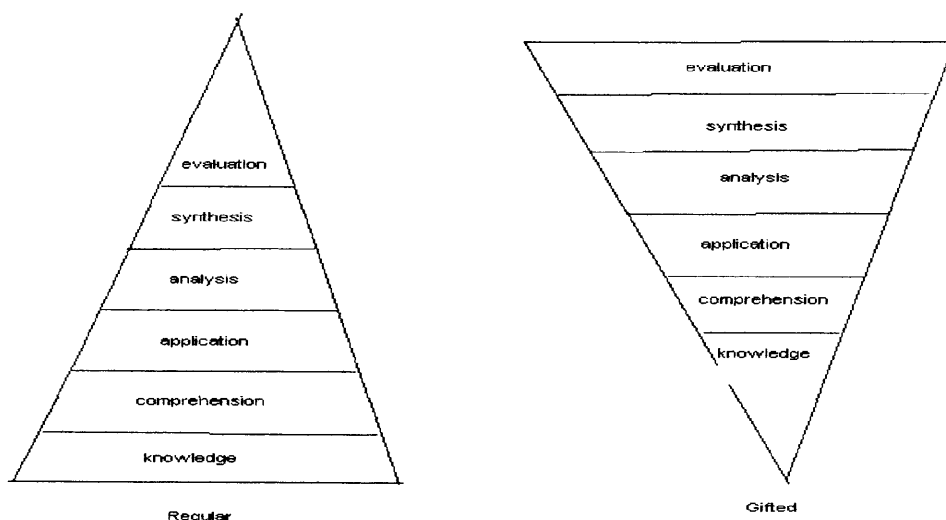 evaluation
synthesis
analysis
application
comprehension
knowledge
Regular
evaluation
synthesis
analysis
application
comprehension
knowledge
Gifted